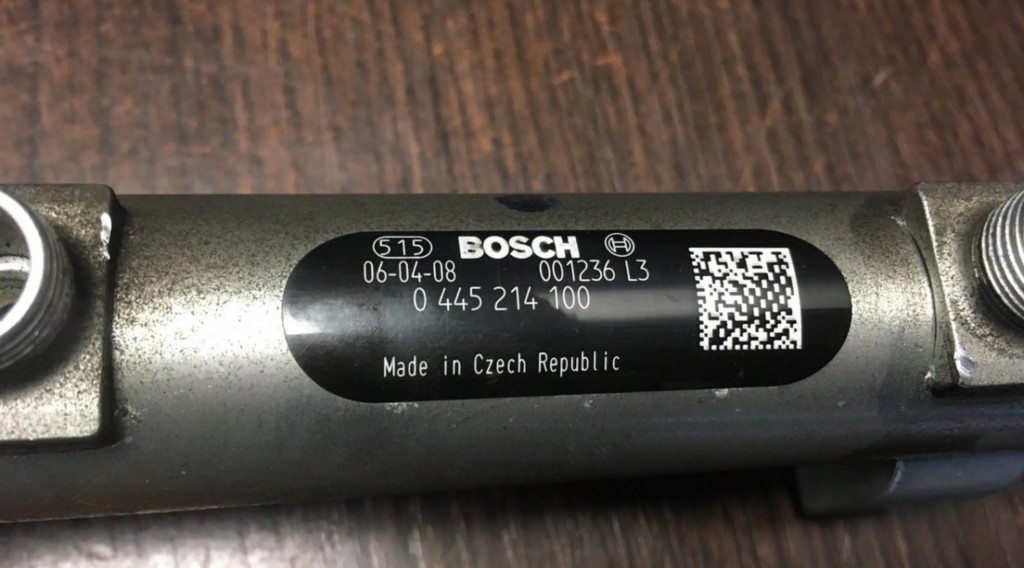 515 BOSCH
06-04-08 001236 L3
0 445 214 100
Made in Czech Republic